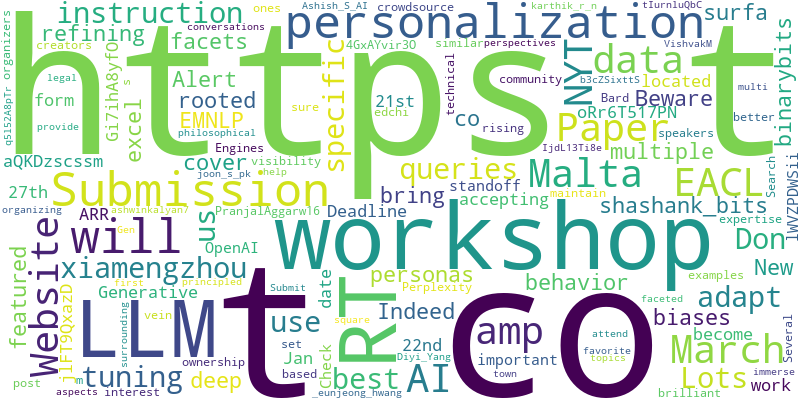 https
t
co
workshop
LLM
will
Submission
personalization
RT
Paper
Malta
EACL
March
AI
amp
Website
tuning
use
us
data
NYT
queries
specific
adapt
Lots
best
xiamengzhou
instruction
refining
facets
Alert
rooted
EMNLP
cover
excel
form
aQKDzscssm
27th
featured
ARR
Deadline
bring
co
standoff
accepting
21st
multiple
oRr6T517PN
Beware
located
surfa
binarybits
shashank_bits
Don
New
biases
become
work
behavior
personas
Indeed
22nd
important
Jan
date
deep
Generative
OpenAI
Gi7ihA8yfO
j1FT9QxazD
lWVZPDWSii
q5152A8pTr
organizers
creators
legal
provide
philosophical
Engines
joon_s_pk
help
visibility
conversations
ones
Ashish_S_AI
crowdsource
4GxAYvir3O
similar
perspectives
technical
community
edchi
rising
sure
Bard
b3cZSixttS
IjdL13Ti8e
karthik_r_n
tIurnluQbC
VishvakM
multi
better
speakers
Search
expertise
maintain
examples
faceted
attend
favorite
topics
Several
immerse
brilliant
town
Diyi_Yang
Perplexity
_eunjeong_hwang
square
Check
set
based
Submit
ownership
principled
PranjalAggarw16
ashwinkalyan7
Gen
first
vein
surrounding
interest
aspects
post
m
organizing
s